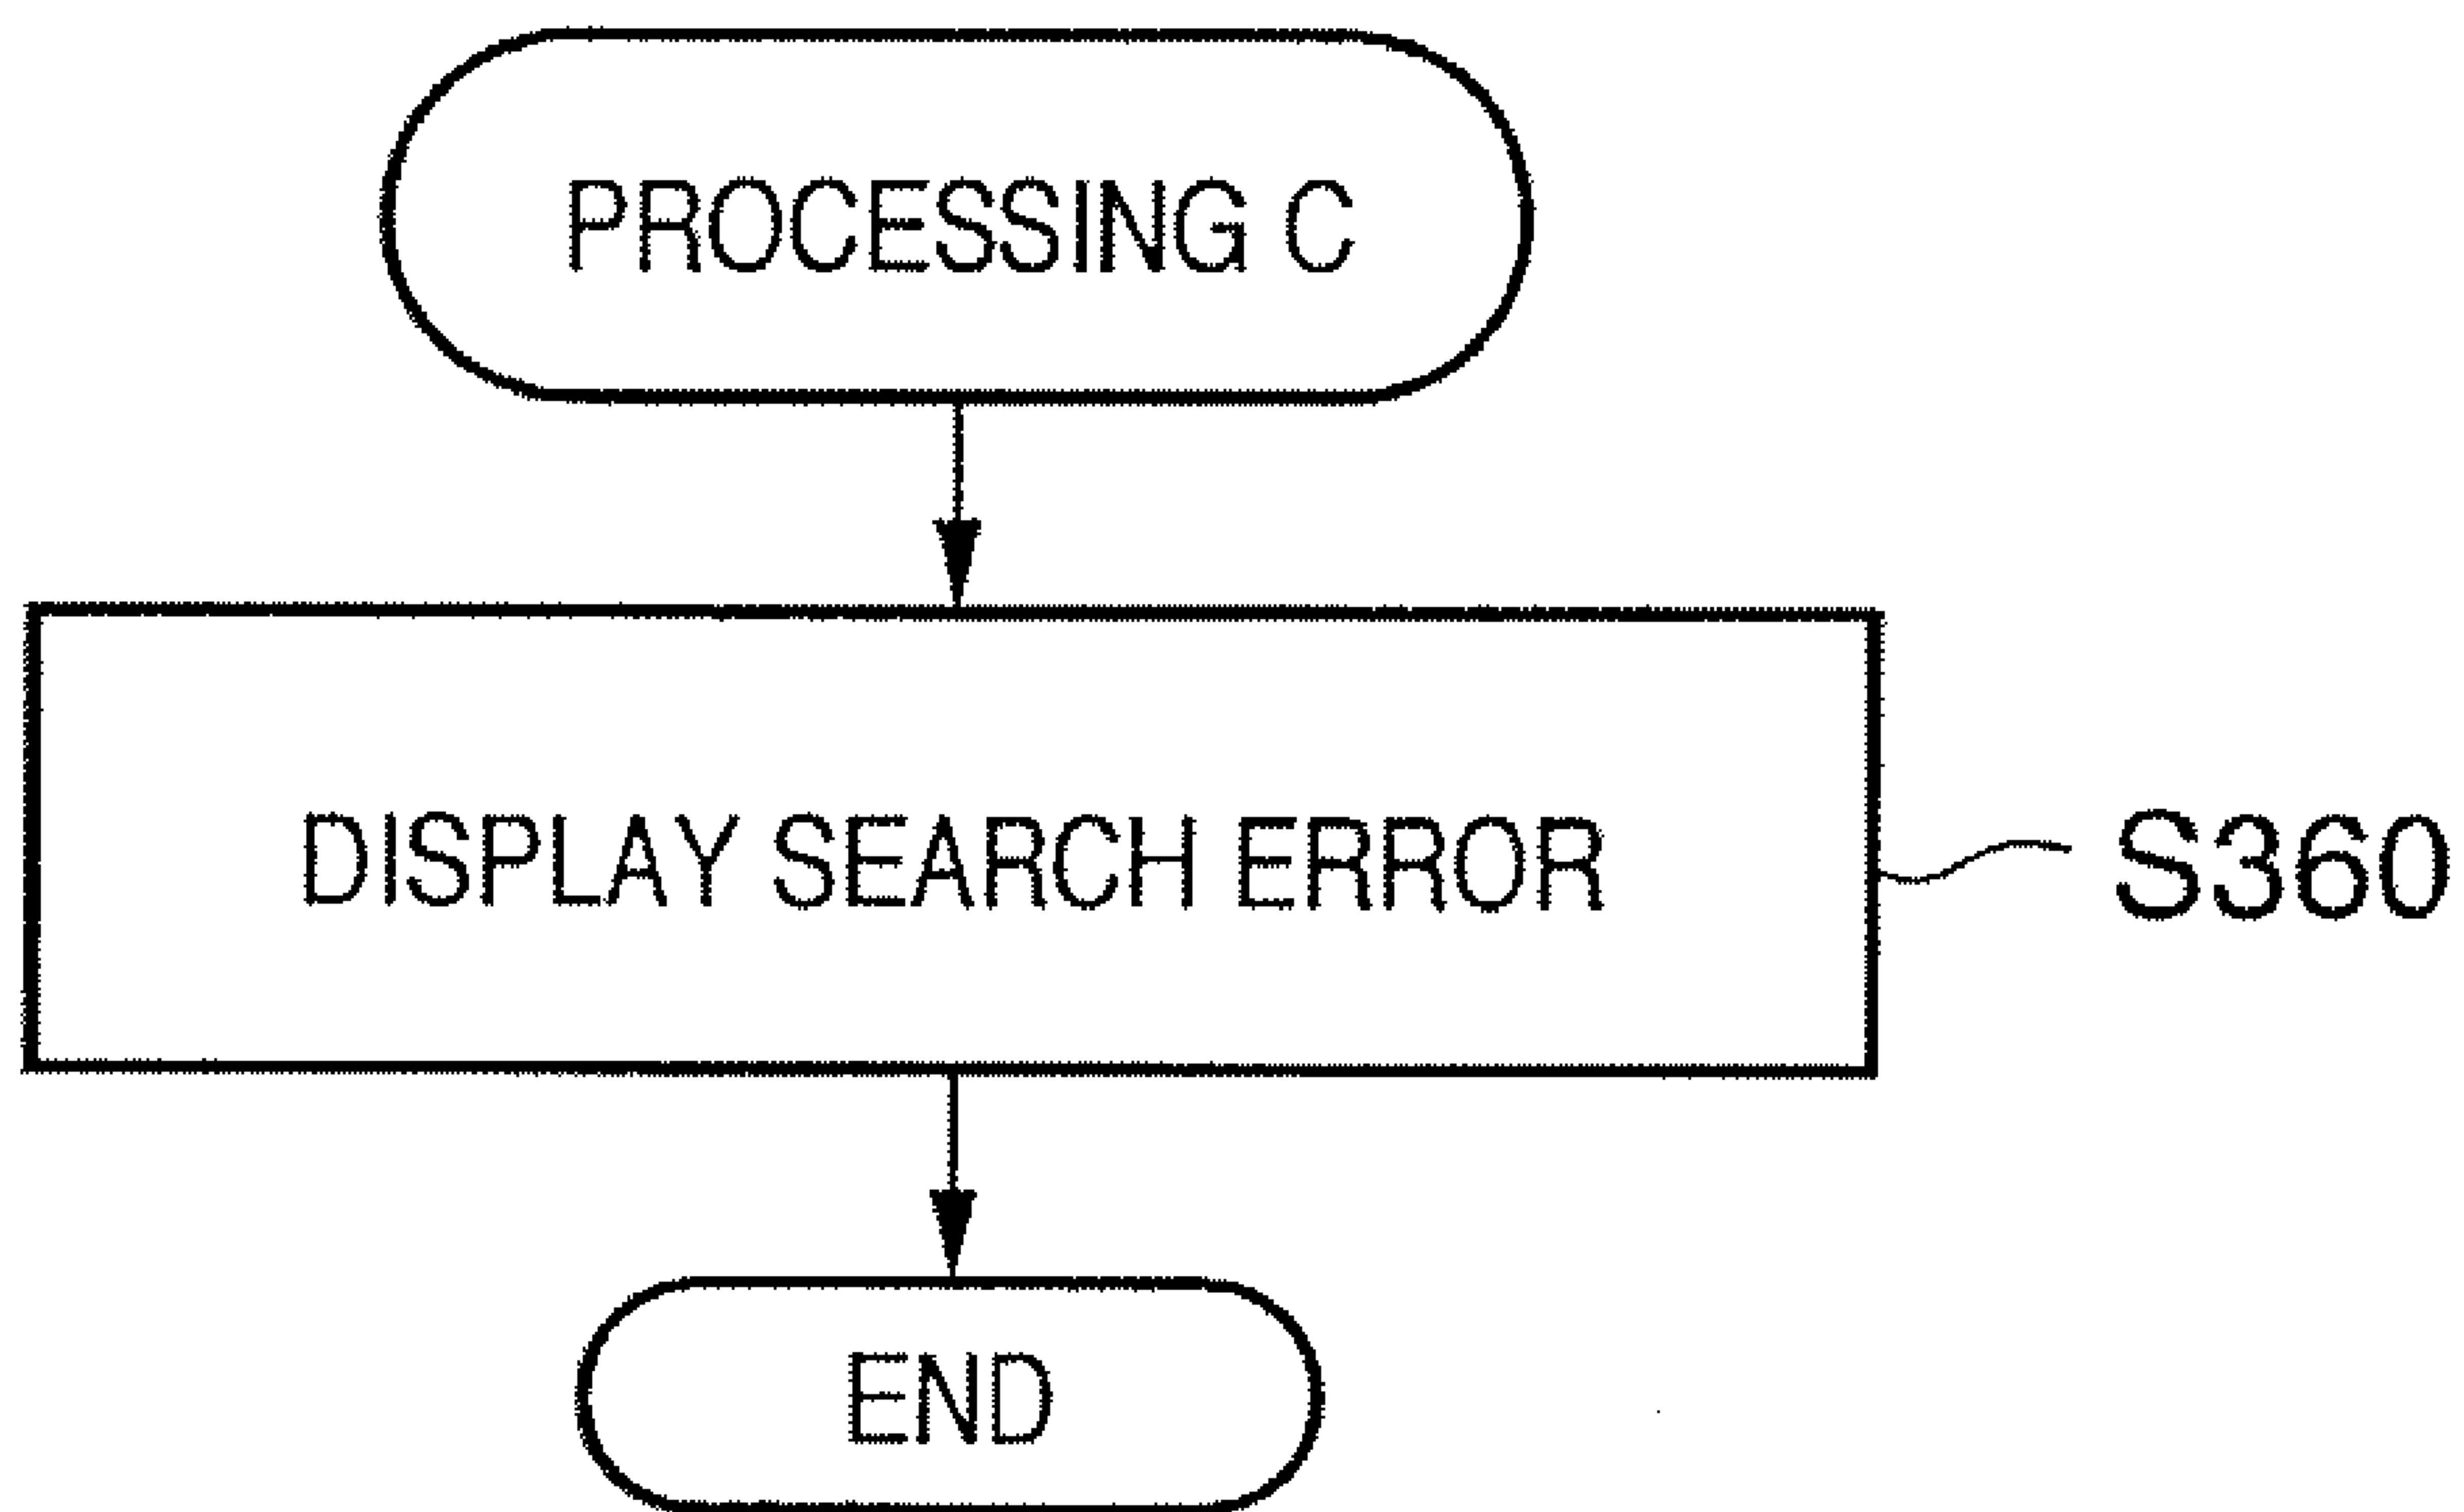 PROCESSING C
DISPLAY SEARCH ERROR
S360
END